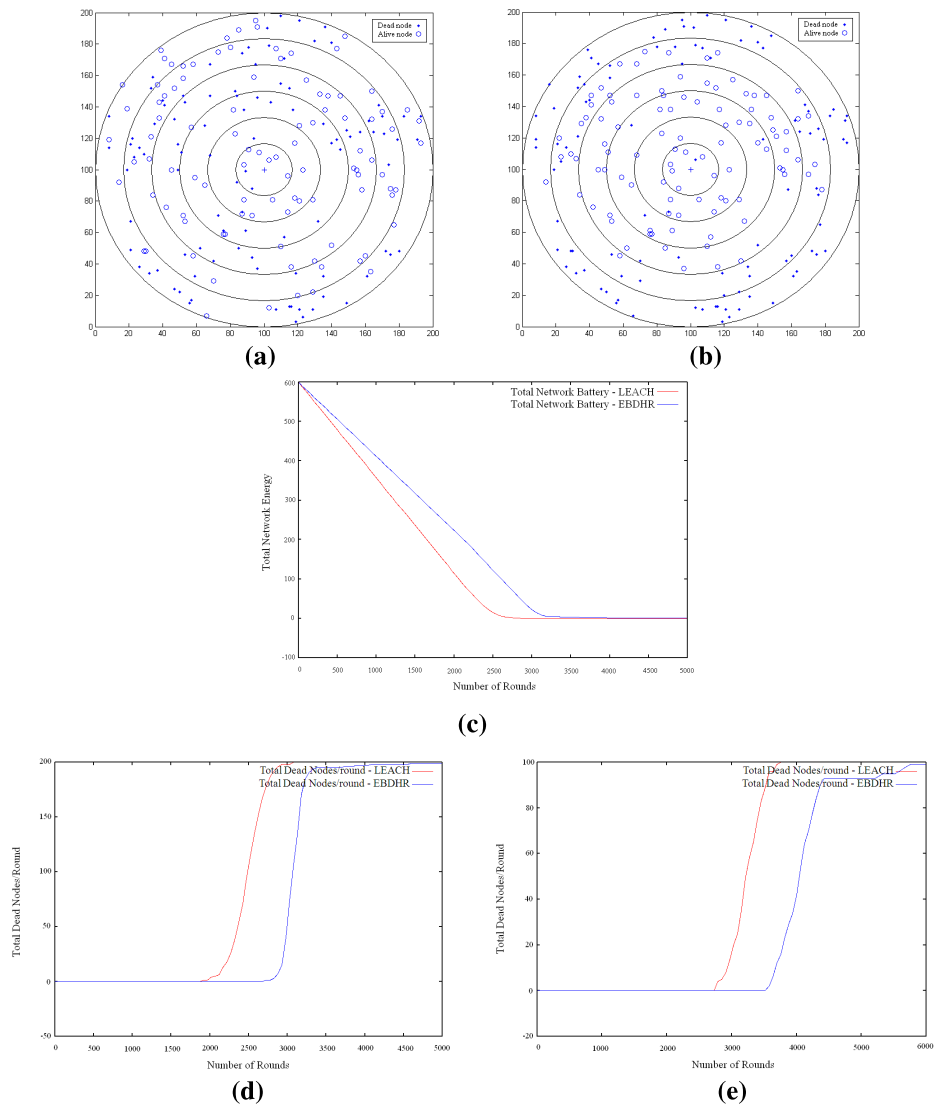 200
180
160
140
120
100
80
60
40
20
0
0 20 40 60 80 100 120 140 160 180 200
Dead node
Alive node
(a)
200
180
160
140
120
100
80
60
40
20
0
0 20 40 60 80 100 120 140 160 180 200
Dead node
Alive node
(b)
600
500
400
300
200
100
0
-100
0 500 1000 1500 2000 2500 3000 3500 4000 4500 5000
Total Network Energy
Total Network Battery - LEACH
Total Network Battery - EBDHR
Number of Rounds
(c)
200
150
100
50
0
-50
0 500 1000 1500 2000 2500 3000 3500 4000 4500 5000
Total Dead Nodes/Round
Total Dead Nodes/round - LEACH
Total Dead Nodes/round - EBDHR
Number of Rounds
(d)
100
80
60
40
20
0
-20
0 1000 2000 3000 4000 5000 6000
Total Dead Nodes/Round
Total Dead Nodes/round - LEACH
Total Dead Nodes/round - EBDHR
Number of Rounds
(e)